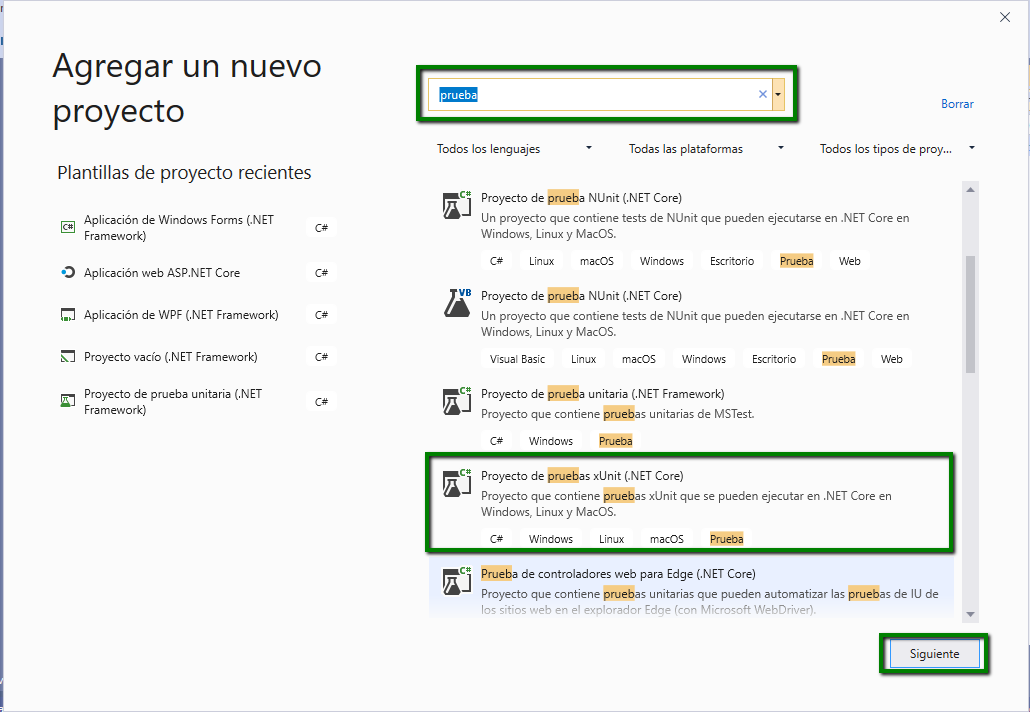 Agregar un nuevo
proyecto
Plantillas de proyecto recientes
Aplicación de Windows Forms (.NET
Framework)
C#
Aplicación web ASP.NET Core
C#
Aplicación de WPF (.NET Framework)
C#
Proyecto vacío (.NET Framework)
C#
Proyecto de prueba unitaria (.NET
Framework)
C#
prueba
Borrar
Todos los lenguajes
Todas las plataformas
Todos los tipos de proy...
Proyecto de prueba NUnit (.NET Core)
Un proyecto que contiene tests de NUnit que pueden ejecutarse en .NET Core en
Windows, Linux y MacOS.
C# Linux macOS Windows Escritorio Prueba Web
Proyecto de prueba NUnit (.NET Core)
Un proyecto que contiene tests de NUnit que pueden ejecutarse en .NET Core en
Windows, Linux y MacOS.
Visual Basic Linux macOS Windows Escritorio Prueba Web
Proyecto de prueba unitaria (.NET Framework)
Proyecto que contiene pruebas unitarias de MSTest.
C# Windows Prueba
Proyecto de pruebas xUnit (.NET Core)
Proyecto que contiene pruebas xUnit que se pueden ejecutar en .NET Core en
Windows, Linux y MacOS.
C# Windows Linux macOS Prueba
Prueba de controladores web para Edge (.NET Core)
Proyecto que contiene pruebas unitarias que pueden automatizar las pruebas de IU de
los sitios web en el explorador Edge (con Microsoft WebDriver).
Siguiente